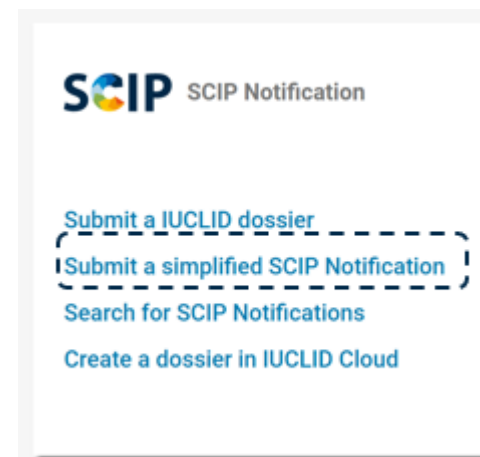 SCIP SCIP Notification
Submit a IUCLID dossier
Submit a simplified SCIP Notification
Search for SCIP Notifications
Create a dossier in IUCLID Cloud